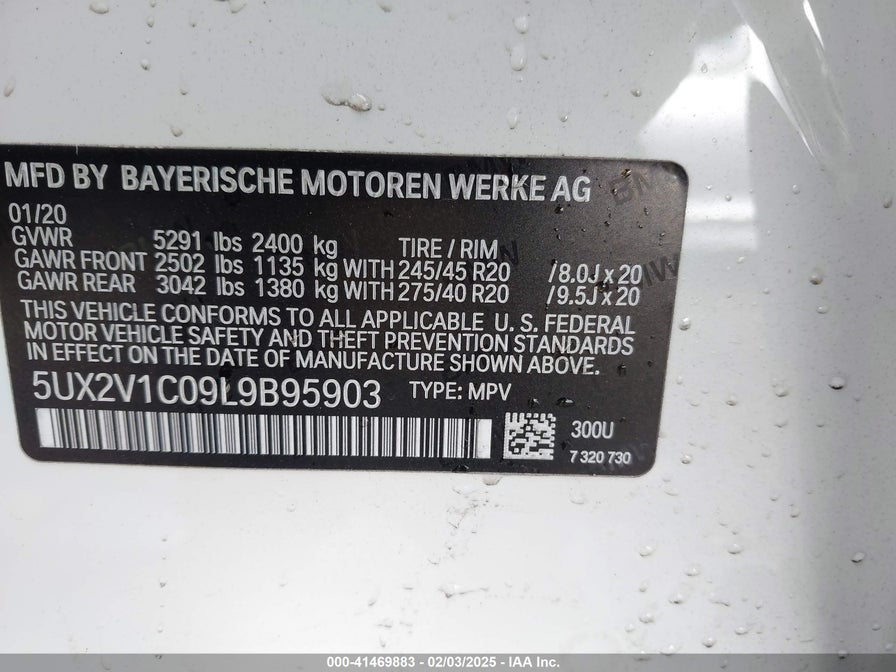 MFD BY BAYERISCHE MOTOREN WERKE AG
01/20
GVWR 5291 lbs 2400 kg TIRE / RIM
GAWR FRONT 2502 lbs 1135 kg WITH 245/45 R20 /8.0J x 20
GAWR REAR 3042 lbs 1380 kg WITH 275/40 R20 /9.5J x 20
THIS VEHICLE CONFORMS TO ALL APPLICABLE U. S. FEDERAL
MOTOR VEHICLE SAFETY AND THEFT PREVENTION STANDARDS
IN EFFECT ON THE DATE OF MANUFACTURE SHOWN ABOVE.
5UX2V1C09L9B95903 TYPE: MPV
300U
7 320 730
000-41469883 - 02/03/2025 - IAA Inc.